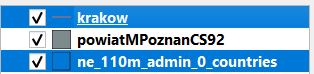 krakow
powiatMPoznanCS92
ne_110m_admin_0_countries